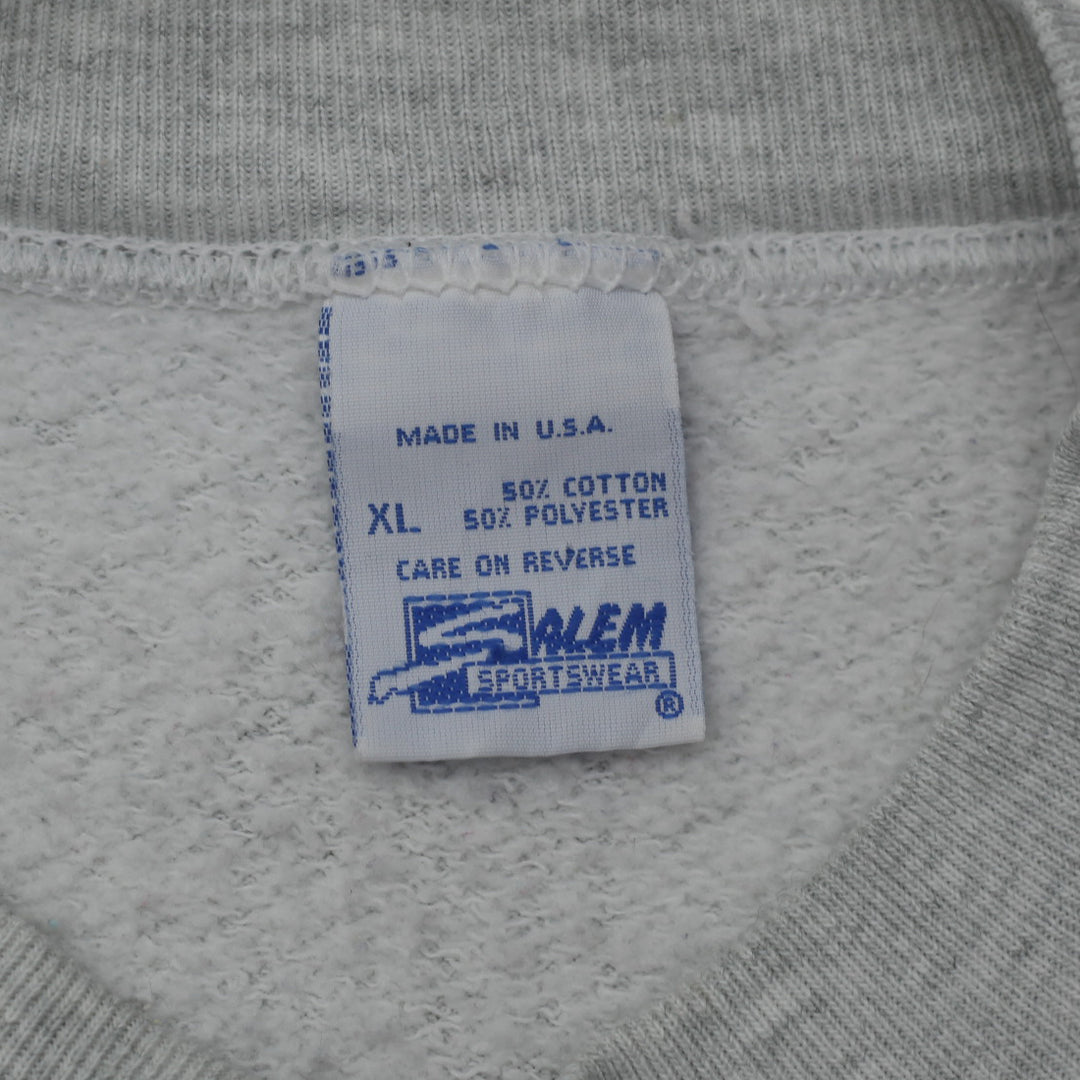 MADE IN U.S.A.
50% COTTON
XL 50% POLYESTER
CARE ON REVERSE
SALEM
SPORTSWEAR
®